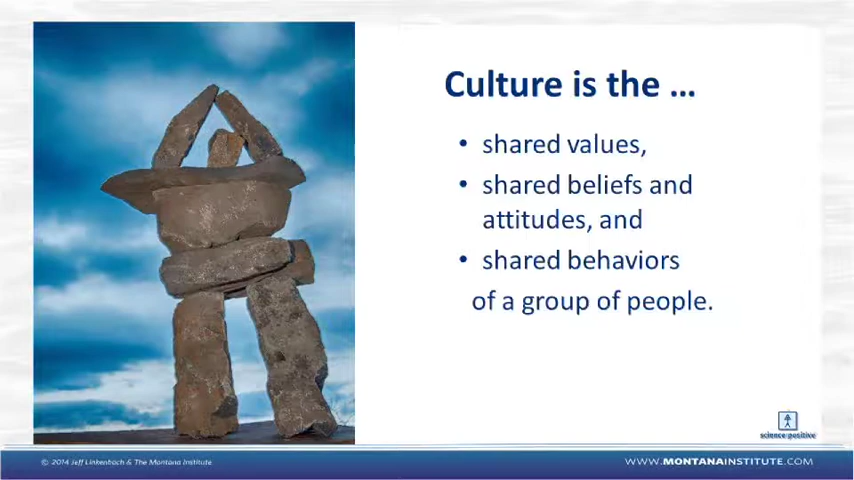 Culture is the ...
• shared values,
• shared beliefs and
attitudes, and
• shared behaviors
of a group of people.
science+positive
© 2014 Jeff Linkenbach & The Montana Institute
WWW.MONTANAINSTITUTE.COM